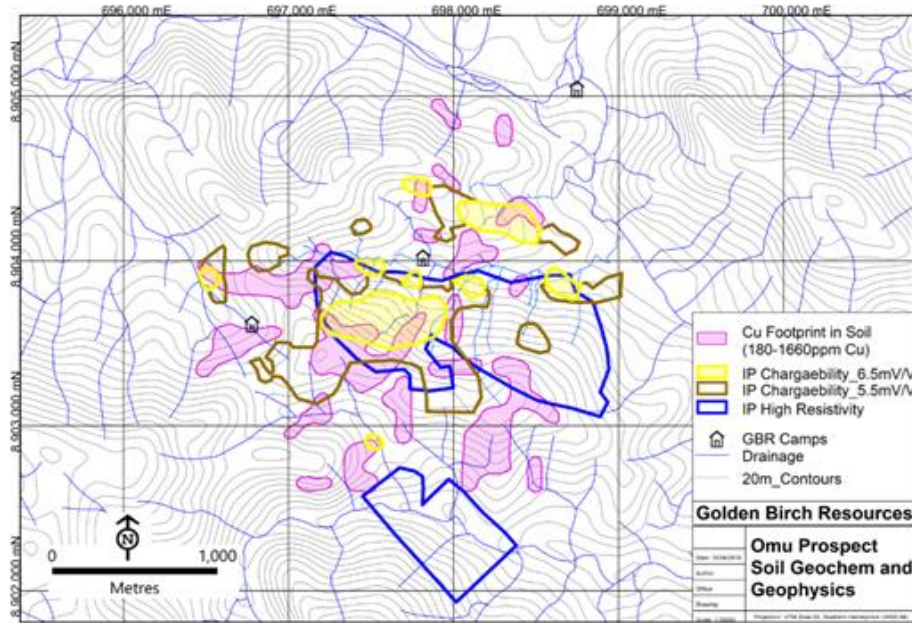 696,000 mE 697,000 mE 698,000 mE 699,000 mE 700,000 mE
8,905,000 mN
8,904,000 mN
8,903,000 mN
8,902,000 mN
N
0 1,000
Metres
Cu Footprint in Soil
(180-1660ppm Cu)
IP Chargaebility_6.5mV/V
IP Chargaebility_5.5mV/V
IP High Resistivity
GBR Camps
Drainage
20m_Contours
Golden Birch Resources
Omu Prospect
Soil Geochem and
Geophysics